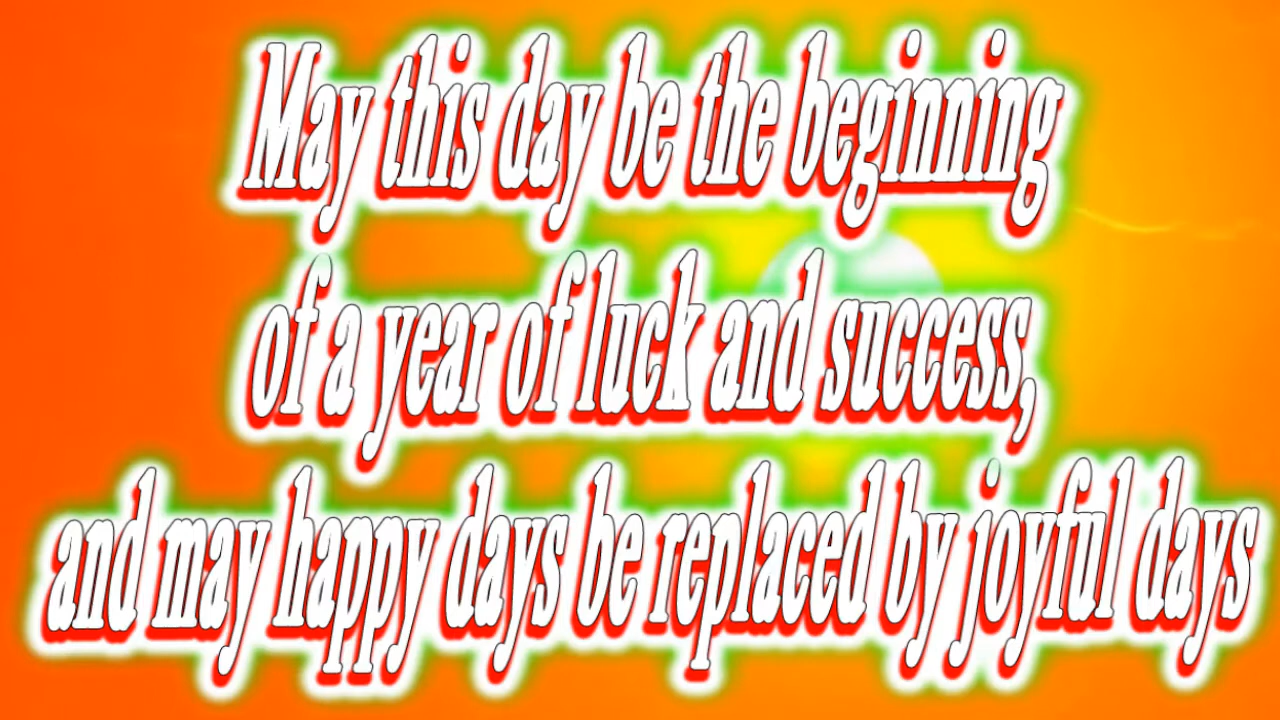 May this day be the beginning
of a year of luck and success,
and may happy days be replaced by joyful days